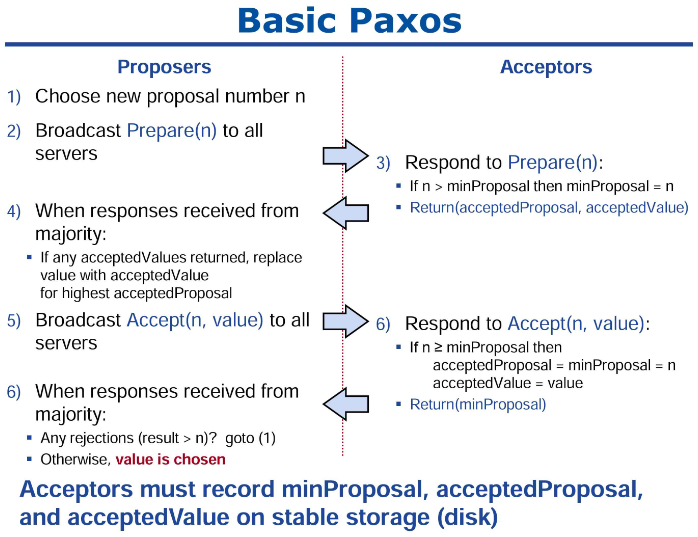 Basic Paxos
Proposers
Acceptors
1) Choose new proposal number n
2) Broadcast Prepare(n) to all
servers
3) Respond to Prepare(n):
▪ If n > minProposal then minProposal = n
▪ Return(acceptedProposal, acceptedValue)
4) When responses received from
majority:
▪ If any acceptedValues returned, replace
value with acceptedValue
for highest acceptedProposal
5) Broadcast Accept(n, value) to all
servers
6) Respond to Accept(n, value):
▪ If n ≥ minProposal then
acceptedProposal = minProposal = n
acceptedValue = value
▪ Return(minProposal)
6) When responses received from
majority:
▪ Any rejections (result > n)? goto (1)
▪ Otherwise, value is chosen
Acceptors must record minProposal, acceptedProposal,
and acceptedValue on stable storage (disk)